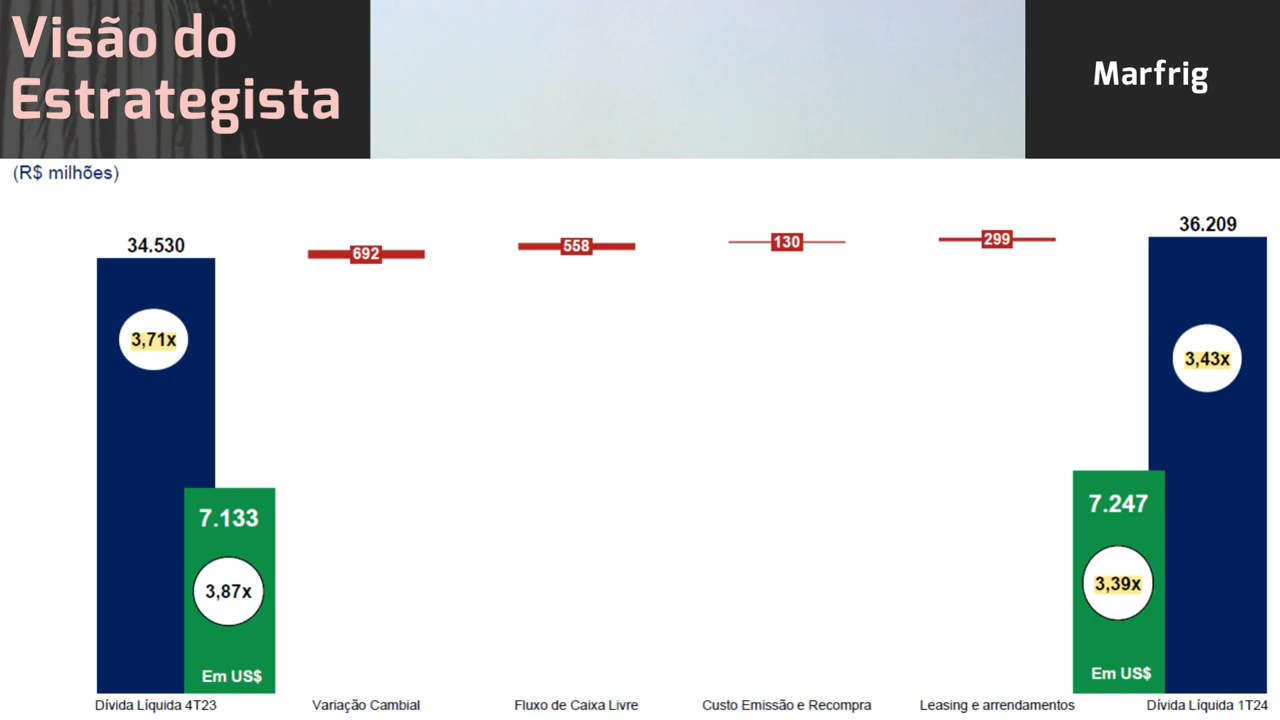 Visão do
Estrategista
Marfrig
(R$ milhões)
34.530
692
558
130
299
36.209
3,71x
3,43x
7.133
7.247
3,87x
3,39x
Em US$
Em US$
Dívida Líquida 4T23
Variação Cambial
Fluxo de Caixa Livre
Custo Emissão e Recompra
Leasing e arrendamentos
Dívida Líquida 1T24